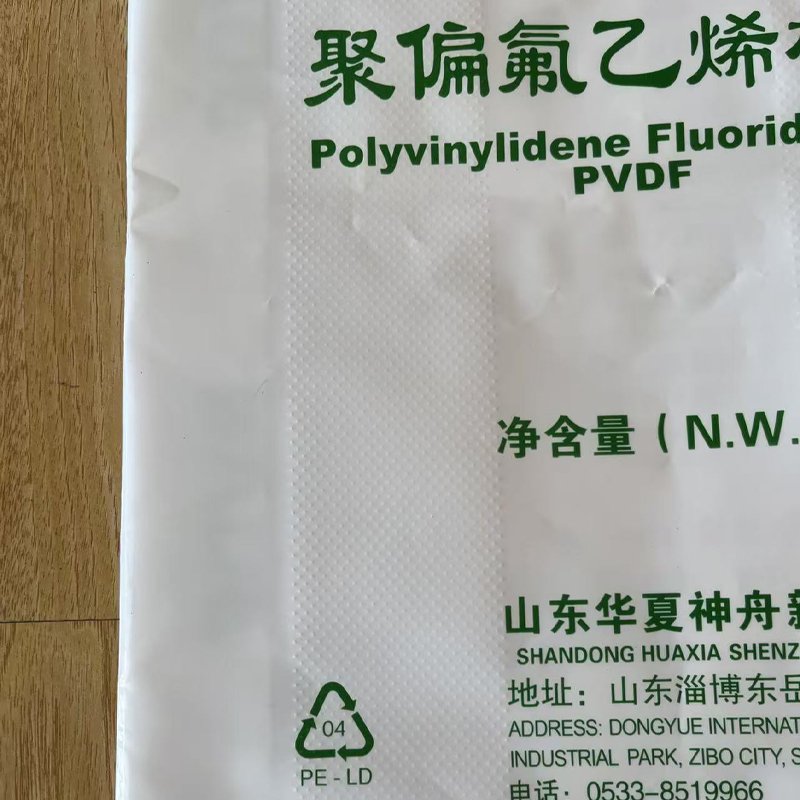 聚偏氟乙烯
Polyvinylidene Fluorid
PVDF
净含量（N.W.
山东华夏神舟新
SHANDONG HUAXIA SHENZ
地址：山东淄博东岳
ADDRESS: DONGYUE INTERNAT
INDUSTRIAL PARK, ZIBO CITY, S
电话：0533-8519966
04
PE-LD